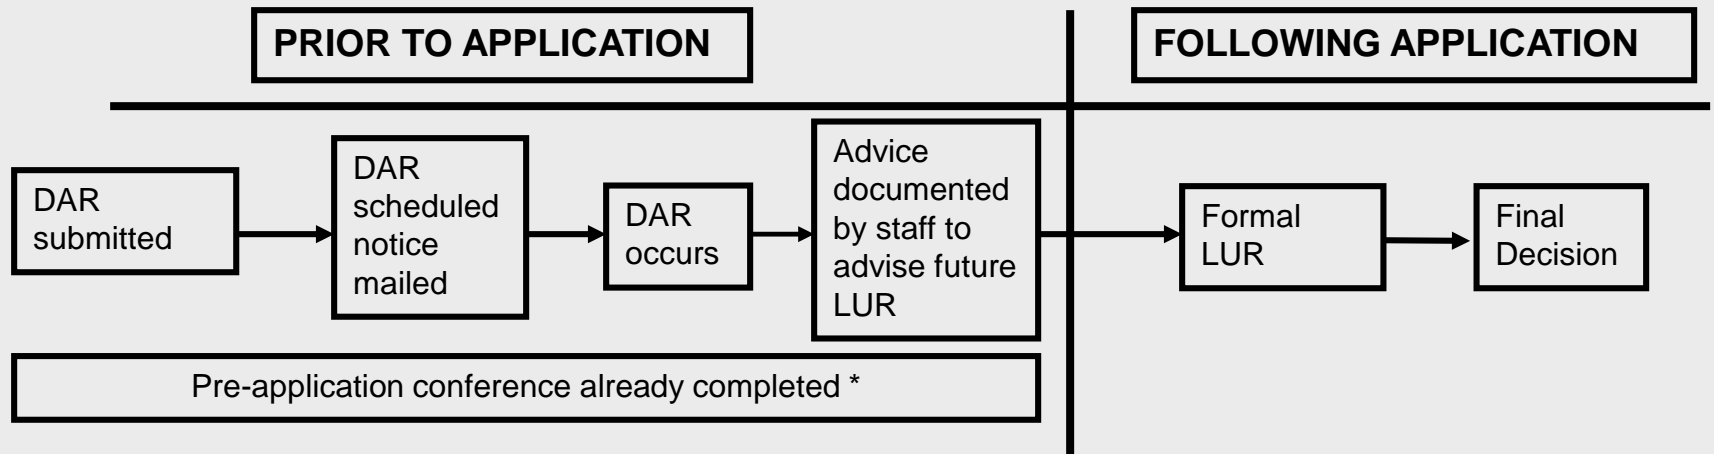 PRIOR TO APPLICATION
FOLLOWING APPLICATION
DAR
submitted
DAR
scheduled
notice
mailed
DAR
occurs
Advice
documented
by staff to
advise future
LUR
Formal
LUR
Final
Decision
Pre-application conference already completed *